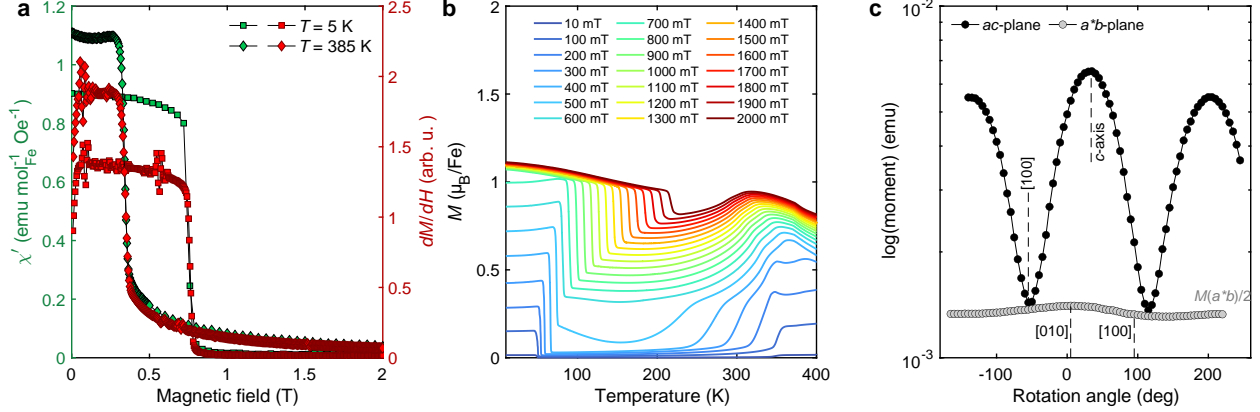 a
χ′ (emu mol-1Fe Oe-1)
1.2
1
0.8
0.6
0.4
0.2
0
T = 5 K
T = 385 K
2.5
2
1.5
1
0.5
0
dM/dH (arb. u.)
0
0.5
1
1.5
2
Magnetic field (T)
b
M (μB/Fe)
2
1.5
1
0.5
0
10 mT 700 mT 1400 mT
100 mT 800 mT 1500 mT
200 mT 900 mT 1600 mT
300 mT 1000 mT 1700 mT
400 mT 1100 mT 1800 mT
500 mT 1200 mT 1900 mT
600 mT 1300 mT 2000 mT
100 200 300 400
Temperature (K)
c
log(moment) (emu)
10-2
10-3
ac-plane a*b-plane
[100]
c-axis
M(a*b)/2
[010] [100]
-100 0 100 200
Rotation angle (deg)